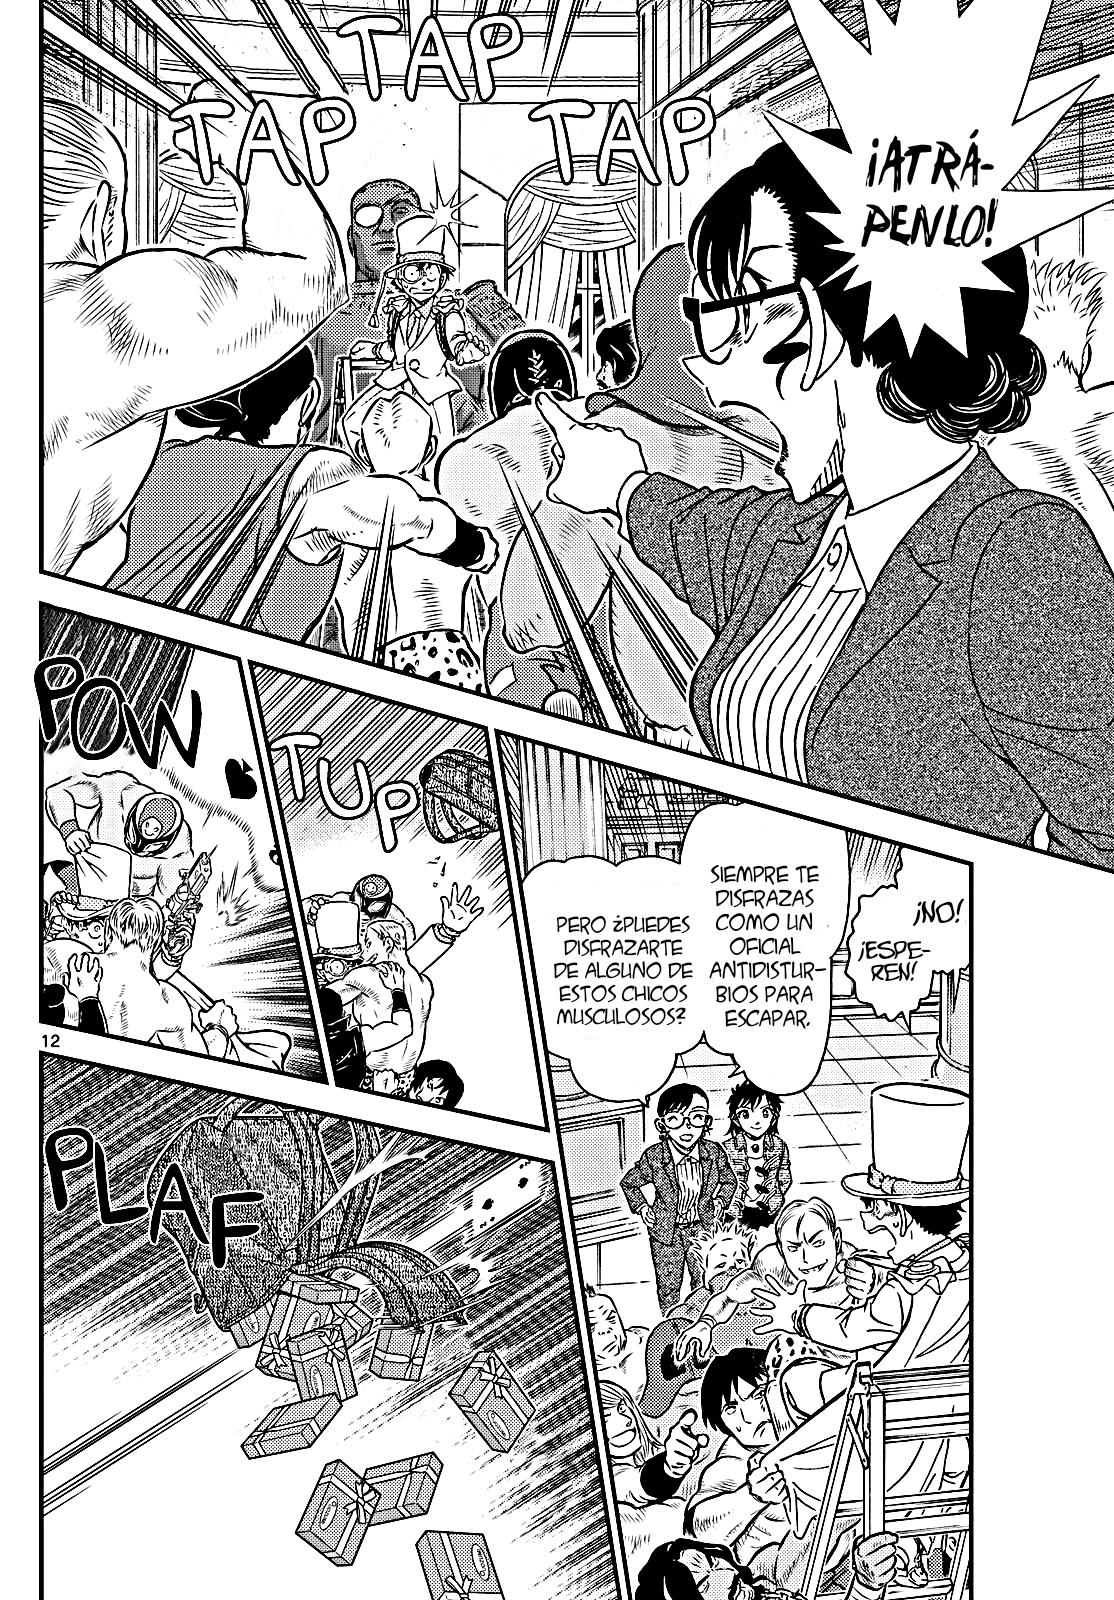 TAP
TAP
TAP
¡ATRÁ-
PENLO!
POW
TUP
¡NO!
¡ESPE-
REN!
SIEMPRE TE
DISFRAZAS
COMO UN
OFICIAL
ANTIDISTUR-
BIOS PARA
ESCAPAR.
PERO ¿PUEDES
DISFRAZARTE
DE ALGUNO DE
ESTOS CHICOS
MUSCULOSOS?
12
PLAF